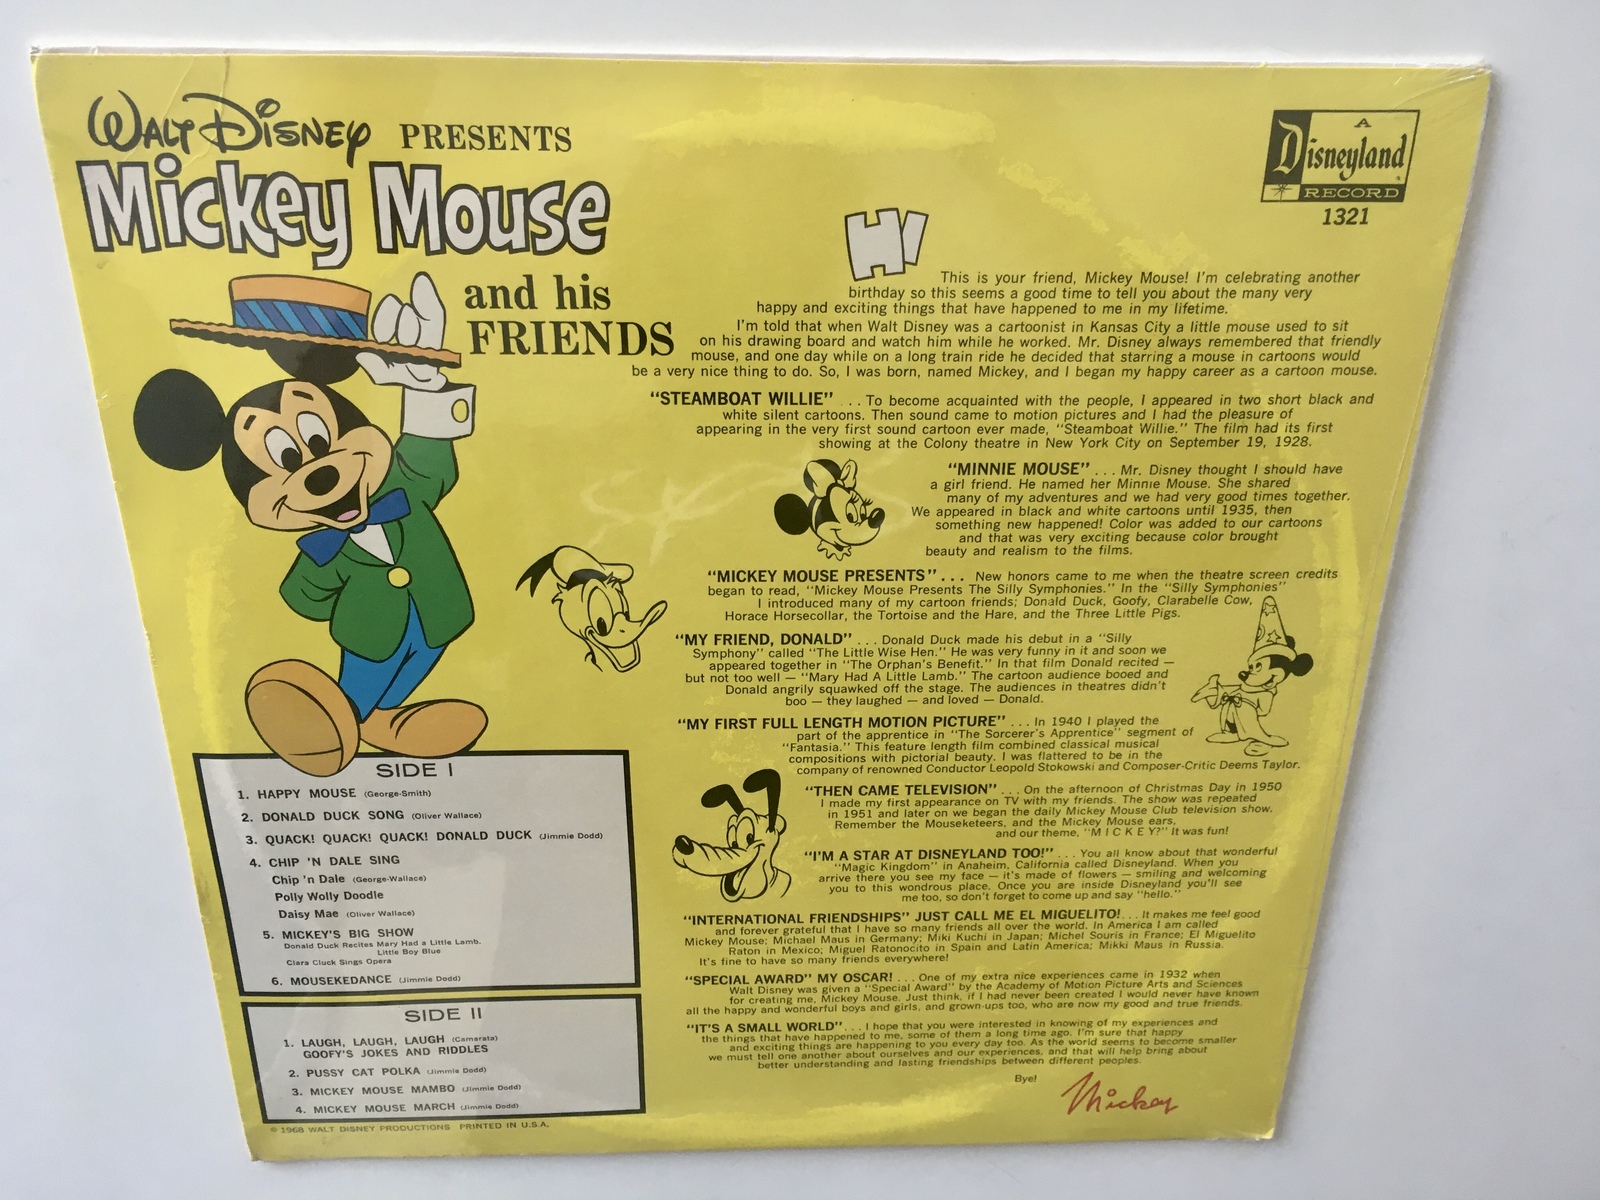 WALT DISNEY PRESENTS
Mickey Mouse
and his
FRIENDS
A
Disneyland
RECORD
1321
HI
This is your friend, Mickey Mouse! I'm celebrating another
birthday so this seems a good time to tell you about the many very
happy and exciting things that have happened to me in my lifetime.
I'm told that when Walt Disney was a cartoonist in Kansas City a little mouse used to sit
on his drawing board and watch him while he worked. Mr. Disney always remembered that friendly
mouse, and one day while on a long train ride he decided that starring a mouse in cartoons would
be a very nice thing to do. So, I was born, named Mickey, and I began my happy career as a cartoon mouse.
"STEAMBOAT WILLIE" . . . To become acquainted with the people, I appeared in two short black and
white silent cartoons. Then sound came to motion pictures and I had the pleasure of
appearing in the very first sound cartoon ever made, "Steamboat Willie." The film had its first
showing at the Colony theatre in New York City on September 19, 1928.
"MINNIE MOUSE" . . . Mr. Disney thought I should have
a girl friend. He named her Minnie Mouse. She shared
many of my adventures and we had very good times together.
We appeared in black and white cartoons until 1935, then
something new happened! Color was added to our cartoons
and that was very exciting because color brought
beauty and realism to the films.
"MICKEY MOUSE PRESENTS" . . . New honors came to me when the theatre screen credits
began to read, "Mickey Mouse Presents The Silly Symphonies." In the "Silly Symphonies"
I introduced many of my cartoon friends; Donald Duck, Goofy, Clarabelle Cow,
Horace Horsecollar, the Tortoise and the Hare, and the Three Little Pigs.
"MY FRIEND, DONALD" . . . Donald Duck made his debut in a "Silly
Symphony" called "The Little Wise Hen." He was very funny in it and soon we
appeared together in "The Orphan's Benefit." In that film Donald recited —
but not too well — "Mary Had A Little Lamb." The cartoon audience booed and
Donald angrily squawked off the stage. The audiences in theatres didn't
boo — they laughed — and loved — Donald.
"MY FIRST FULL LENGTH MOTION PICTURE" . . . In 1940 I played the
part of the apprentice in "The Sorcerer's Apprentice" segment of
"Fantasia." This feature length film combined classical musical
compositions with pictorial beauty. I was flattered to be in the
company of renowned Conductor Leopold Stokowski and Composer-Critic Deems Taylor.
"THEN CAME TELEVISION" . . . On the afternoon of Christmas Day in 1950
I made my first appearance on TV with my friends. The show was repeated
in 1951 and later on we began the daily Mickey Mouse Club television show.
Remember the Mouseketeers, and the Mickey Mouse ears,
and our theme, "M I C K E Y?" It was fun!
"I'M A STAR AT DISNEYLAND TOO!" . . . You all know about that wonderful
"Magic Kingdom" in Anaheim, California called Disneyland. When you
arrive there you see my face — it's made of flowers — smiling and welcoming
you to this wondrous place. Once you are inside Disneyland you'll see
me too, so don't forget to come up and say "hello."
"INTERNATIONAL FRIENDSHIPS" JUST CALL ME EL MIGUELITO! . . . It makes me feel good
and forever grateful that I have so many friends all over the world. In America I am called
Mickey Mouse; Michael Maus in Germany; Miki Kuchi in Japan; Michel Souris in France; El Miguelito
Raton in Mexico; Miguel Ratonocito in Spain and Latin America; Mikki Maus in Russia.
It's fine to have so many friends everywhere!
"SPECIAL AWARD" MY OSCAR! . . . One of my extra nice experiences came in 1932 when
Walt Disney was given a "Special Award" by the Academy of Motion Picture Arts and Sciences
for creating me, Mickey Mouse. Just think, if I had never been created I would never have known
all the happy and wonderful boys and girls, and grown-ups too, who are now my good and true friends.
"IT'S A SMALL WORLD" . . . I hope that you were interested in knowing of my experiences and
the things that have happened to me, some of them a long time ago. I'm sure that happy
and exciting things are happening to you every day too. As the world seems to become smaller
we must tell one another about ourselves and our experiences, and that will help bring about
better understanding and lasting friendships between different peoples.
Bye!
Mickey
SIDE I
1. HAPPY MOUSE (George-Smith)
2. DONALD DUCK SONG (Oliver Wallace)
3. QUACK! QUACK! QUACK! DONALD DUCK (Jimmie Dodd)
4. CHIP 'N DALE SING
Chip 'n Dale (George-Wallace)
Polly Wolly Doodle
Daisy Mae (Oliver Wallace)
5. MICKEY'S BIG SHOW
Donald Duck Recites Mary Had a Little Lamb.
Little Boy Blue
Clara Cluck Sings Opera
6. MOUSEKEDANCE (Jimmie Dodd)
SIDE II
1. LAUGH, LAUGH, LAUGH (Camarata)
GOOFY'S JOKES AND RIDDLES
2. PUSSY CAT POLKA (Jimmie Dodd)
3. MICKEY MOUSE MAMBO (Jimmie Dodd)
4. MICKEY MOUSE MARCH (Jimmie Dodd)
© 1968 WALT DISNEY PRODUCTIONS PRINTED IN U.S.A.